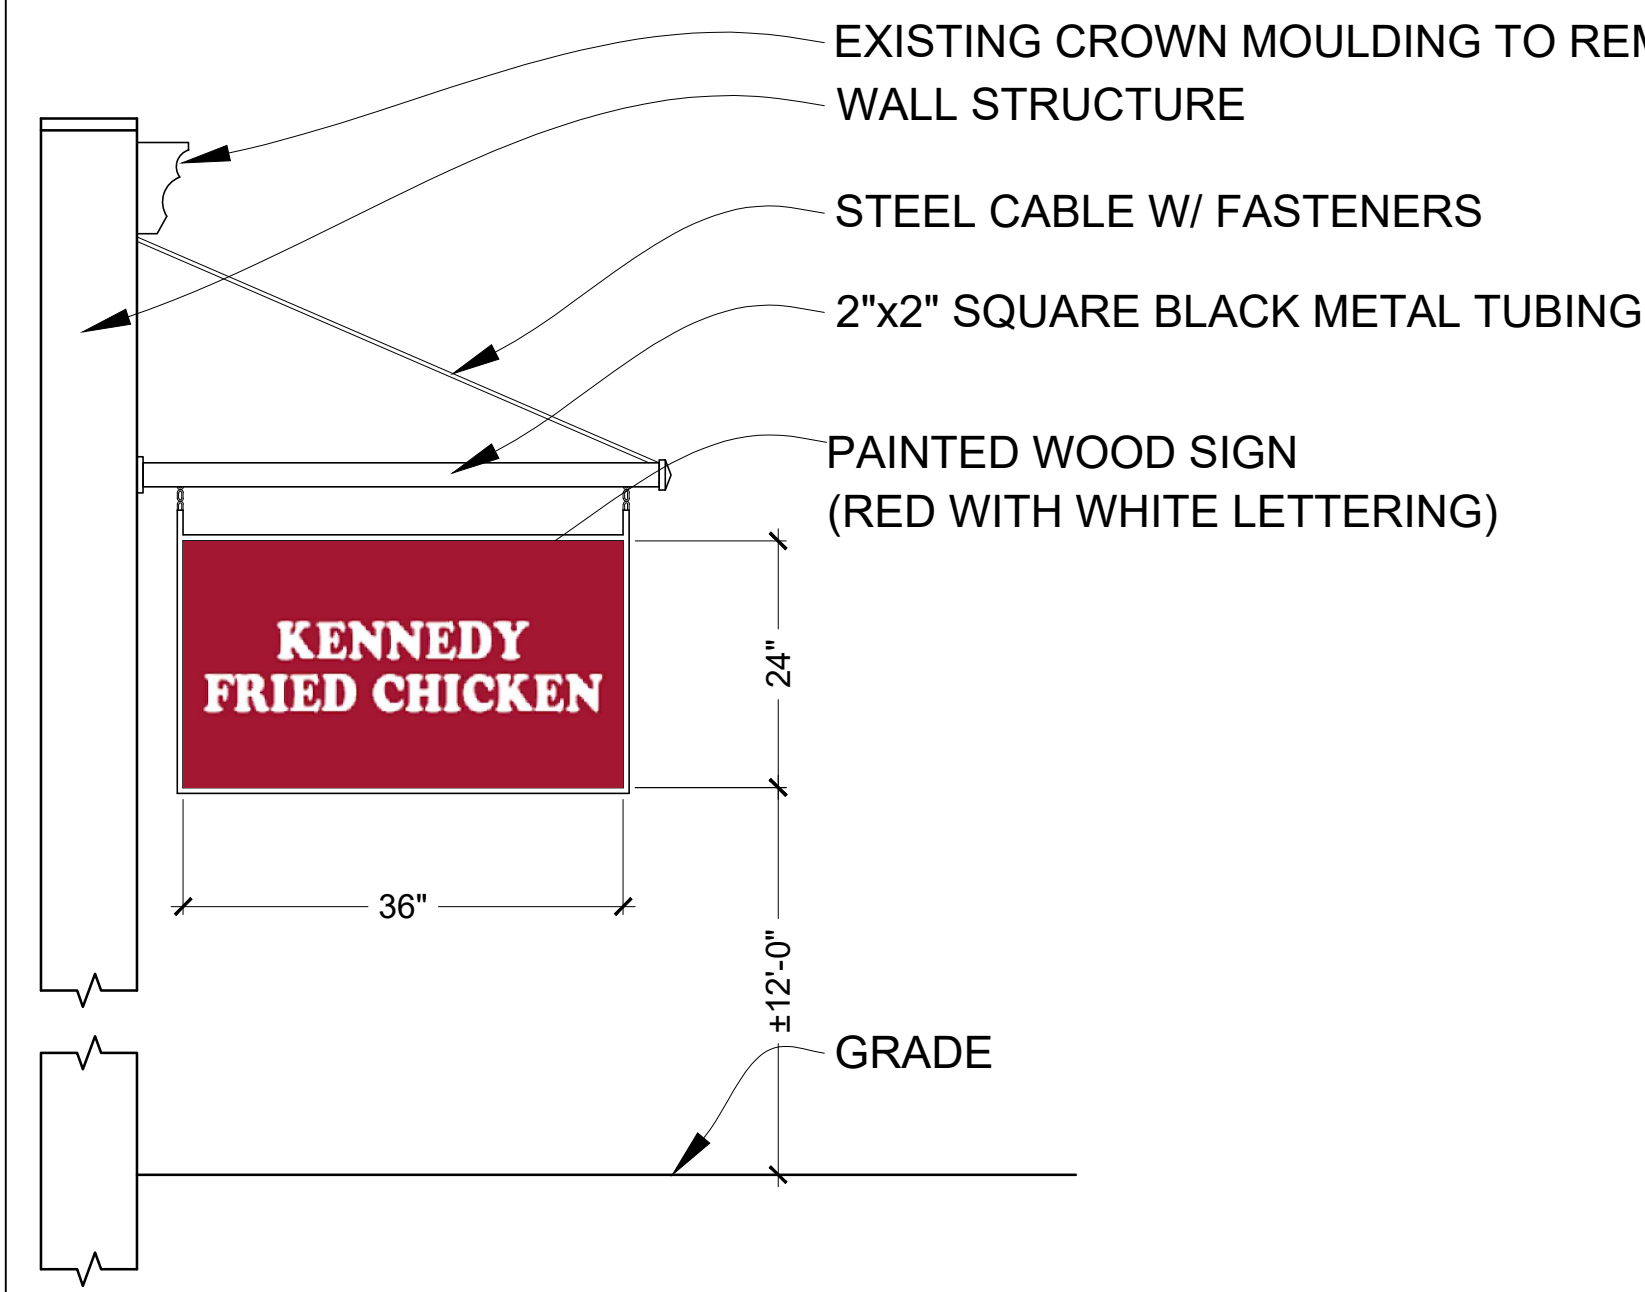 EXISTING CROWN MOULDING TO
WALL STRUCTURE
STEEL CABLE W/ FASTENERS
2"x2" SQUARE BLACK METAL TUBING
PAINTED WOOD SIGN
(RED WITH WHITE LETTERING)
KENNEDY
FRIED CHICKEN
24"
36"
±12'-0"
GRADE